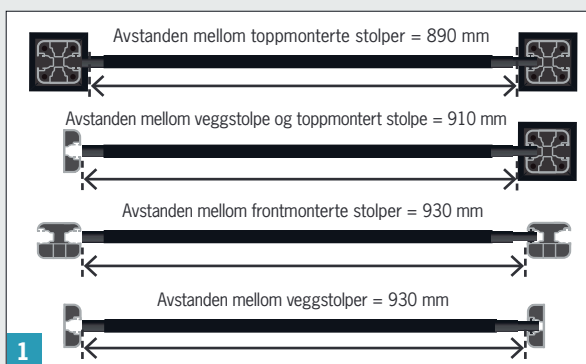 Avstanden mellom toppmonterte stolper = 890 mm
Avstanden mellom veggstolpe og toppmontert stolpe = 910 mm
Avstanden mellom frontmonterte stolper = 930 mm
Avstanden mellom veggstolper = 930 mm
1